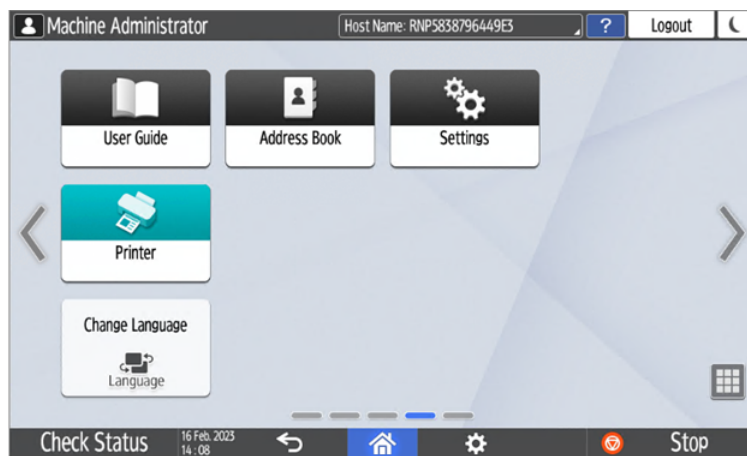 Machine Administrator
Host Name: RNP5838796449E3
?
Logout
User Guide
Address Book
Settings
Printer
Change Language
Language
Check Status
16 Feb. 2023
14 : 08
Stop